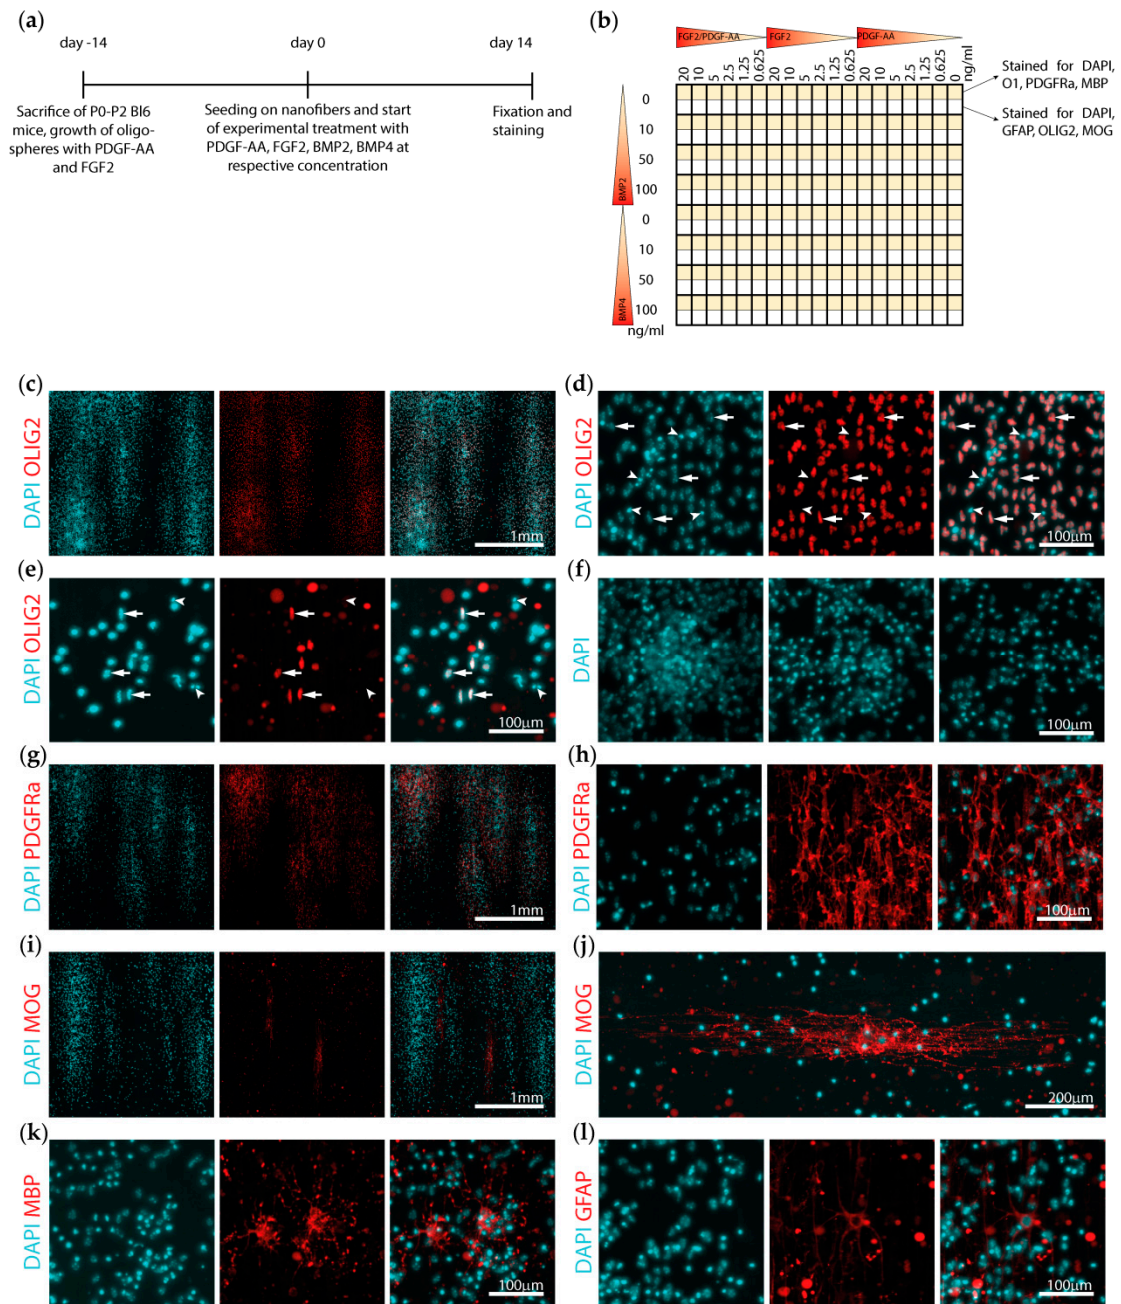 (a)
day -14
day 0
day 14
Sacrifice of P0-P2 Bl6
mice, growth of oligo-
spheres with PDGF-AA
and FGF2
Seeding on nanofibers and start
of experimental treatment with
PDGF-AA, FGF2, BMP2, BMP4 at
respective concentration
Fixation and
staining
(b)
FGF2/PDGF-AA
FGF2
PDGF-AA
20 10 5 2.5 1.25 0.625 20 10 5 2.5 1.25 0.625 20 10 5 2.5 1.25 0.625 0 ng/ml
Stained for DAPI,
O1, PDGFRa, MBP
Stained for DAPI,
GFAP, OLIG2, MOG
BMP2
0
10
50
100
BMP4
0
10
50
100
ng/ml
(c)
DAPI OLIG2
1mm
(d)
DAPI OLIG2
100µm
(e)
DAPI OLIG2
100µm
(f)
DAPI
100µm
(g)
DAPI PDGFRa
1mm
(h)
DAPI PDGFRa
100µm
(i)
DAPI MOG
1mm
(j)
DAPI MOG
200µm
(k)
DAPI MBP
100µm
(l)
DAPI GFAP
100µm